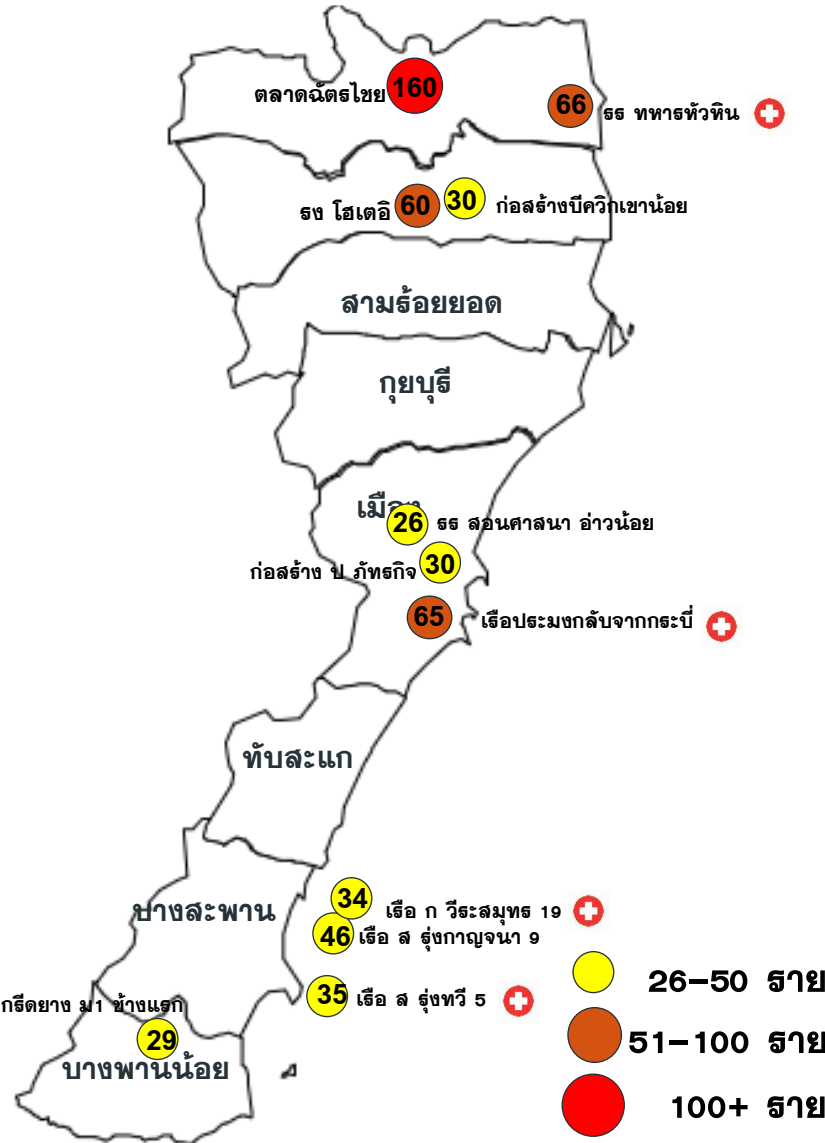 ตลาดฉัตรไชย 160
66 รร ทหารหัวหิน
รง โฮเตอิ 60 30 ก่อสร้างบีควิกเขาน้อย
สามร้อยยอด
กุยบุรี
เมือง
26 รร สอนศาสนา อ่าวน้อย
ก่อสร้าง ป ภัทรกิจ 30
65 เรือประมงกลับจากกระบี่
ทับสะแก
บางสะพาน
34 เรือ ก วีระสมุทร 19
46 เรือ ส รุ่งกาญจนา 9
35 เรือ ส รุ่งทวี 5
กรีดยาง ม1 ช้างแรก
29
บางพานน้อย
26-50 ราย
51-100 ราย
100+ ราย